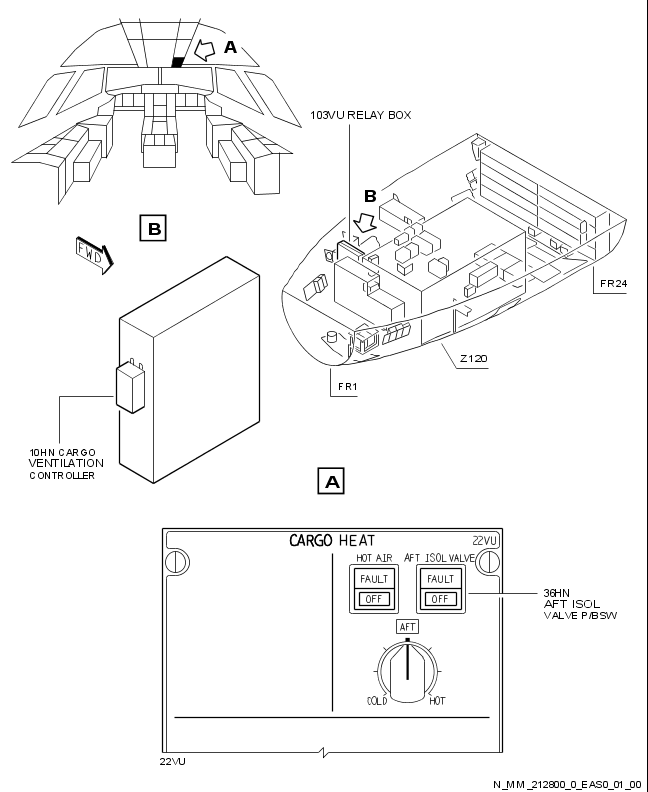 A
103VU RELAY BOX
B
B
FWD
FR24
Z120
FR1
10HN CARGO
VENTILATION
CONTROLLER
A
CARGO HEAT
22VU
HOT AIR
AFT ISOL VALVE
FAULT
FAULT
OFF
OFF
36HN
AFT ISOL
VALVE P/BSW
AFT
COLD
HOT
22VU
N_MM_212800_0_EAS0_01_00